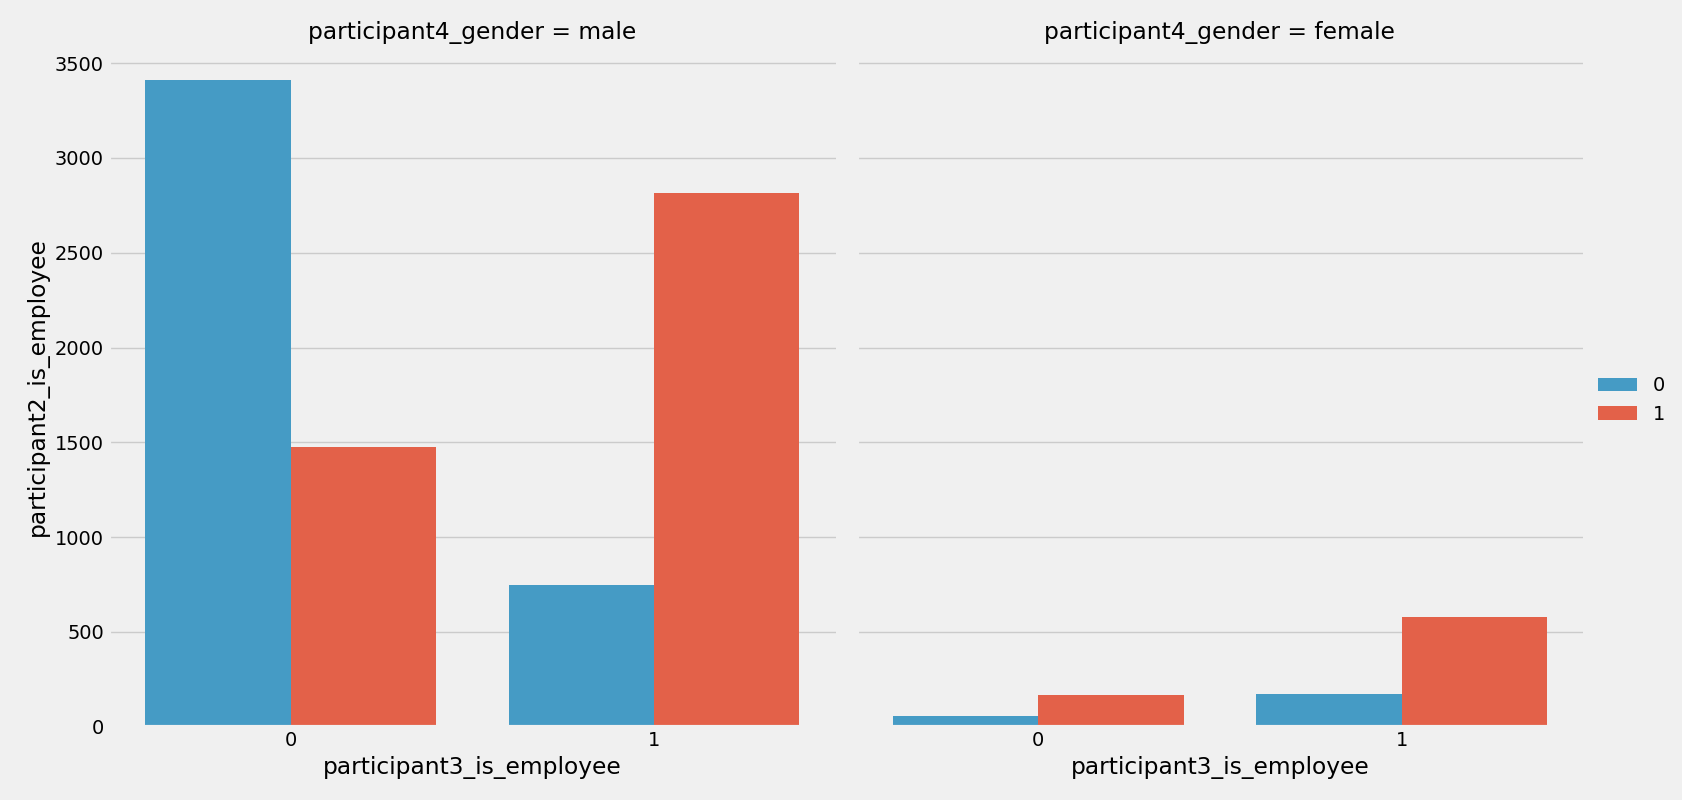 participant4_gender = male
participant4_gender = female
participant2_is_employee
3500
3000
2500
2000
1500
1000
500
0
0 1
0 1
participant3_is_employee
participant3_is_employee
0
1